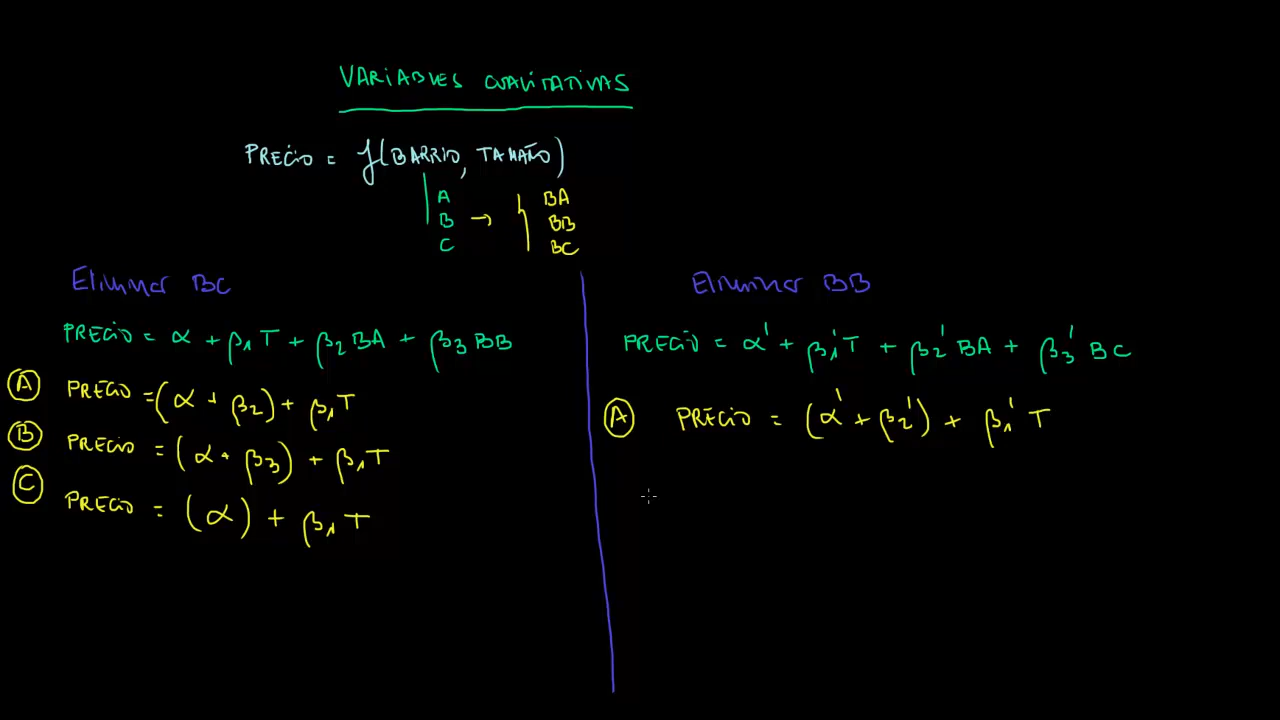 VARIABLES CUALITATIVAS
PRECIO = f(BARRIO, TAMAÑO)
A BA
B → BB
C BC
Eliminar BC
PRECIO = α + β1 T + β2 BA + β3 BB
A PRECIO = (α + β2) + β1 T
B PRECIO = (α + β3) + β1 T
C PRECIO = (α) + β1 T
Eliminar BB
PRECIO = α' + β1' T + β2' BA + β3' BC
A PRECIO = (α' + β2') + β1' T